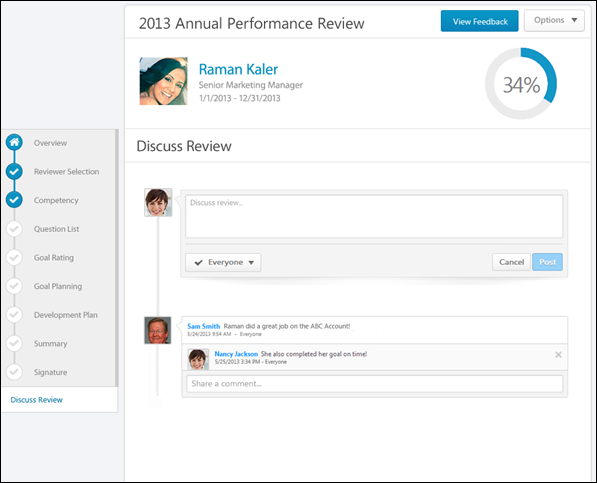 2013 Annual Performance Review
View Feedback
Options
Raman Kaler
Senior Marketing Manager
1/1/2013 - 12/31/2013
34%
Overview
Reviewer Selection
Competency
Question List
Goal Rating
Goal Planning
Development Plan
Summary
Signature
Discuss Review
Discuss Review
Discuss review...
Everyone
Cancel
Post
Sam Smith Raman did a great job on the ABC Account!
5/24/2013 9:54 AM - Everyone
Nancy Jackson She also completed her goal on time!
5/25/2013 3:34 PM - Everyone
Share a comment...